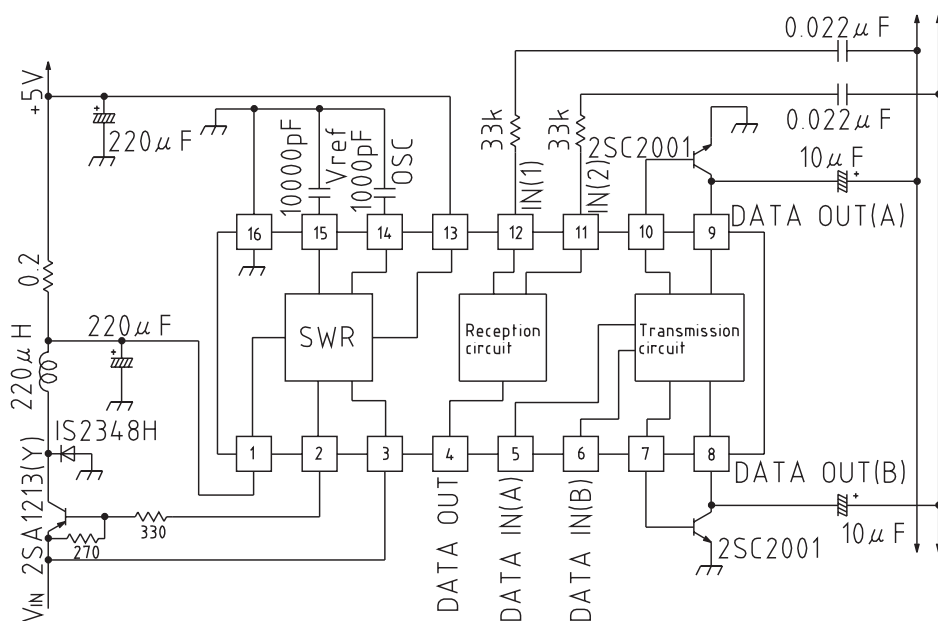 0.022µF
0.022µF
+5V
220µF
10000pF
Vref
1000pF
OSC
33k
IN(1)
33k
IN(2)
2SC2001
10µF
DATA OUT(A)
16
15
14
13
12
11
10
9
0.2
220µF
220µH
SWR
Reception
circuit
Transmission
circuit
IS2348H
1
2
3
4
5
6
7
8
DATA OUT(B)
2SA1213(Y)
330
270
VIN
DATA OUT
DATA IN(A)
DATA IN(B)
2SC2001
10µF